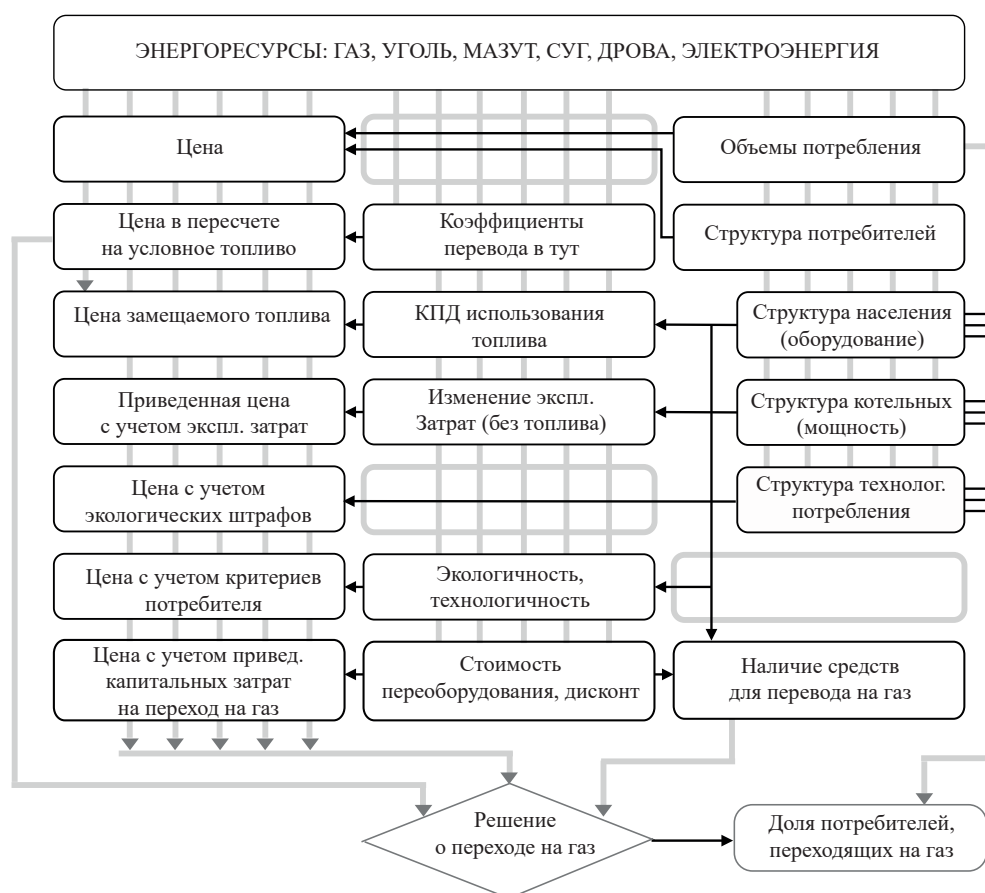 ЭНЕРГОРЕСУРСЫ: ГАЗ, УГОЛЬ, МАЗУТ, СУГ, ДРОВА, ЭЛЕКТРОЭНЕРГИЯ
Цена
Объемы потребления
Цена в пересчете
на условное топливо
Коэффициенты
перевода в тут
Структура потребителей
Цена замещаемого топлива
КПД использования
топлива
Структура населения
(оборудование)
Приведенная цена
с учетом экспл. затрат
Изменение экспл.
Затрат (без топлива)
Структура котельных
(мощность)
Цена с учетом
экологических штрафов
Структура технолог.
потребления
Цена с учетом критериев
потребителя
Экологичность,
технологичность
Цена с учетом привед.
капитальных затрат
на переход на газ
Стоимость
переоборудования, дисконт
Наличие средств
для перевода на газ
Решение
о переходе на газ
Доля потребителей,
переходящих на газ